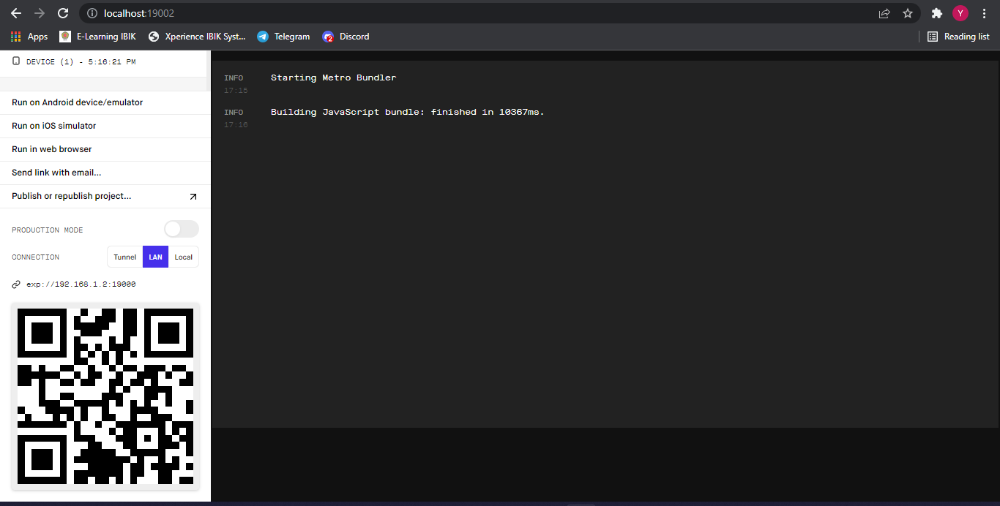 localhost:19002
Y
Apps E-Learning IBIK Xperience IBIK Syst... Telegram 2 Discord Reading list
DEVICE (1) - 5:16:21 PM
Run on Android device/emulator
Run on iOS simulator
Run in web browser
Send link with email...
Publish or republish project...
PRODUCTION MODE
CONNECTION Tunnel LAN Local
exp://192.168.1.2:19000
INFO Starting Metro Bundler
17:15
INFO Building JavaScript bundle: finished in 10367ms.
17:16